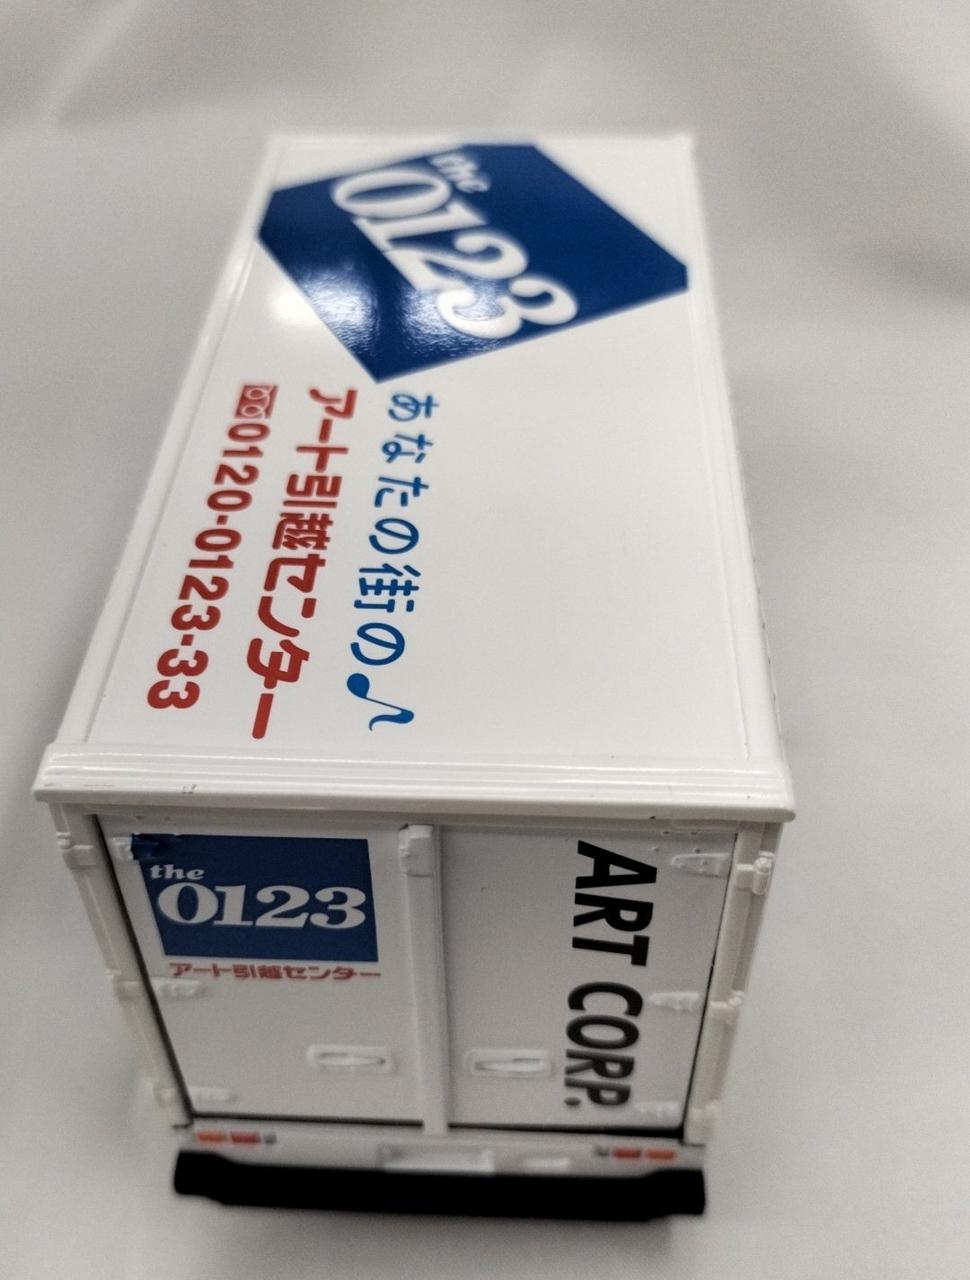 the
0123
あなたの街の♪
アート引越センター
0120-0123-33
the
0123
アート引越センター
ART CORP.